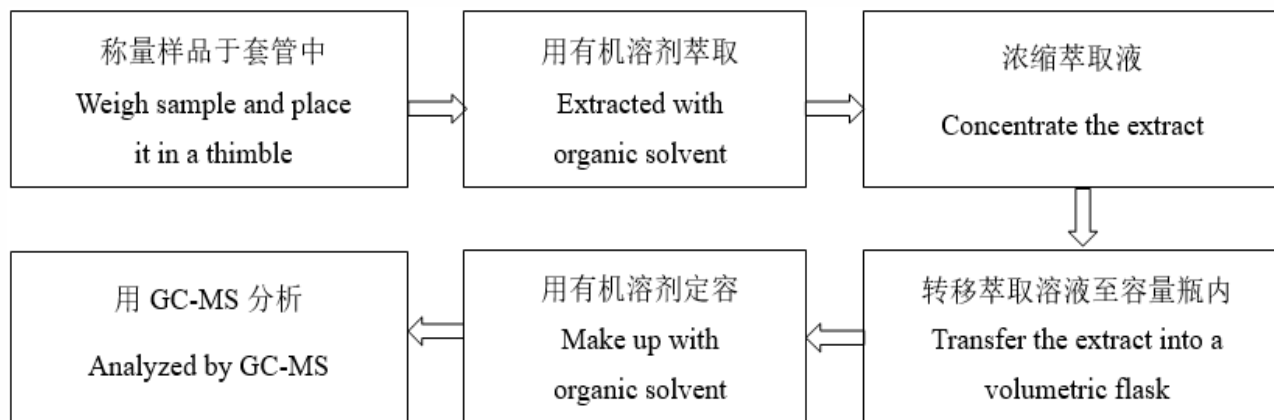 称量样品于套管中
Weigh sample and place
it in a thimble
用有机溶剂萃取
Extracted with
organic solvent
浓缩萃取液
Concentrate the extract
转移萃取溶液至容量瓶内
Transfer the extract into a
volumetric flask
用有机溶剂定容
Make up with
organic solvent
用 GC-MS 分析
Analyzed by GC-MS